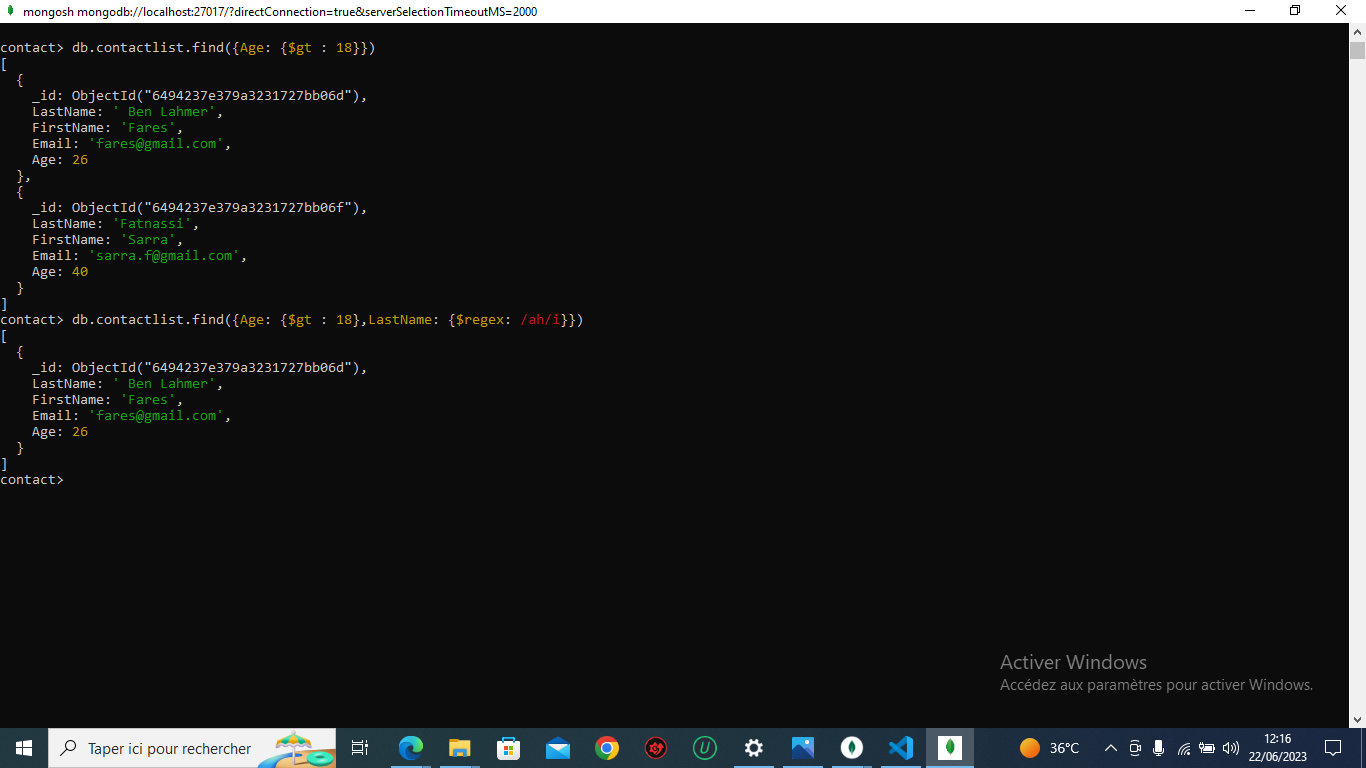 mongosh mongodb://localhost:27017/?directConnection=true&serverSelectionTimeoutMS=2000
contact> db.contactlist.find({Age: {$gt : 18}})
[
  {
    _id: ObjectId("6494237e379a3231727bb06d"),
    LastName: ' Ben Lahmer',
    FirstName: 'Fares',
    Email: 'fares@gmail.com',
    Age: 26
  },
  {
    _id: ObjectId("6494237e379a3231727bb06f"),
    LastName: 'Fatnassi',
    FirstName: 'Sarra',
    Email: 'sarra.f@gmail.com',
    Age: 40
  }
]
contact> db.contactlist.find({Age: {$gt : 18},LastName: {$regex: /ah/i}})
[
  {
    _id: ObjectId("6494237e379a3231727bb06d"),
    LastName: ' Ben Lahmer',
    FirstName: 'Fares',
    Email: 'fares@gmail.com',
    Age: 26
  }
]
contact>
Activer Windows
Accédez aux paramètres pour activer Windows.
Taper ici pour rechercher
36°C
12:16
22/06/2023